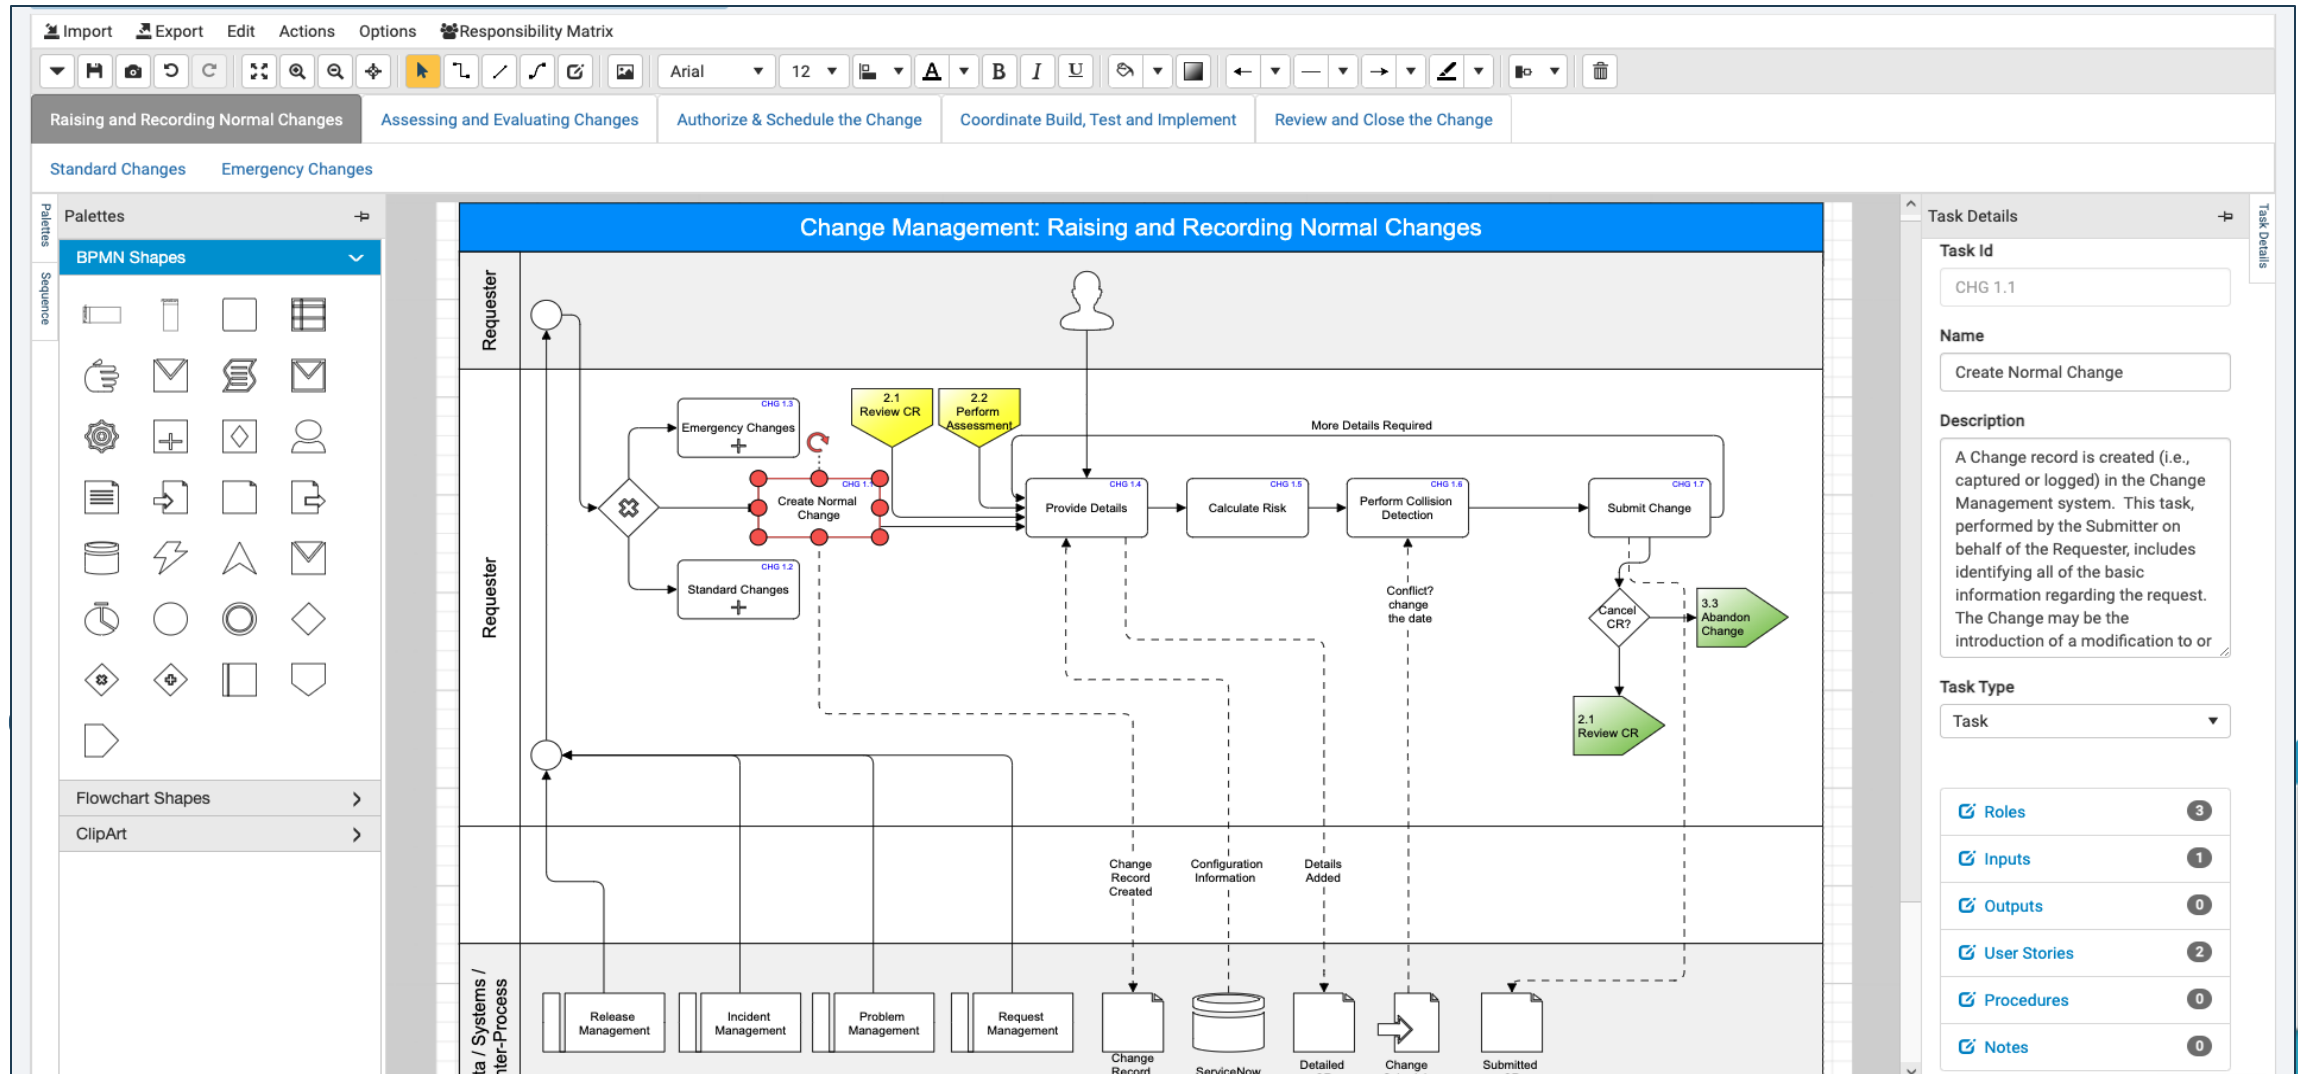 Import Export Edit Actions Options Responsibility Matrix
Arial 12 A B I U
Raising and Recording Normal Changes Assessing and Evaluating Changes Authorize & Schedule the Change Coordinate Build, Test and Implement Review and Close the Change
Standard Changes Emergency Changes
Palettes
Sequence
Palettes
BPMN Shapes
Flowchart Shapes
ClipArt
Change Management: Raising and Recording Normal Changes
Requester
Requester
CHG 1.3
Emergency Changes
2.1
Review CR
2.2
Perform
Assessment
More Details Required
CHG 1.1
Create Normal
Change
CHG 1.4
Provide Details
CHG 1.5
Calculate Risk
CHG 1.6
Perform Collision
Detection
CHG 1.7
Submit Change
CHG 1.2
Standard Changes
Conflict?
change
the date
Cancel
CR?
3.3
Abandon
Change
2.1
Review CR
Change
Record
Created
Configuration
Information
Details
Added
ta / Systems /
nter-Process
Release
Management
Incident
Management
Problem
Management
Request
Management
Change
Record
ServiceNow
Detailed
Change
Submitted
Task Details
Task Details
Task Id
CHG 1.1
Name
Create Normal Change
Description
A Change record is created (i.e.,
captured or logged) in the Change
Management system. This task,
performed by the Submitter on
behalf of the Requester, includes
identifying all of the basic
information regarding the request.
The Change may be the
introduction of a modification to or
Task Type
Task
Roles 3
Inputs 1
Outputs 0
User Stories 2
Procedures 0
Notes 0